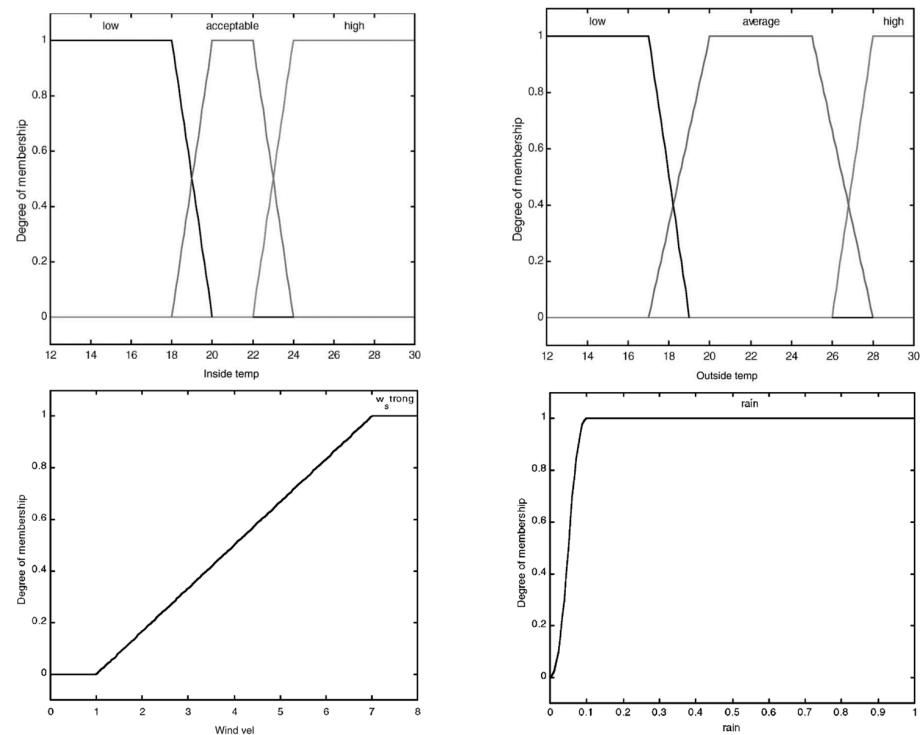 low acceptable high
1
0.8
0.6
0.4
0.2
0
Degree of membership
12 14 16 18 20 22 24 26 28 30
Inside temp
low average high
1
0.8
0.6
0.4
0.2
0
Degree of membership
12 14 16 18 20 22 24 26 28 30
Outside temp
w_strong
1
0.8
0.6
0.4
0.2
0
Degree of membership
0 1 2 3 4 5 6 7 8
Wind vel
rain
1
0.8
0.6
0.4
0.2
0
Degree of membership
0 0.1 0.2 0.3 0.4 0.5 0.6 0.7 0.8 0.9 1
rain